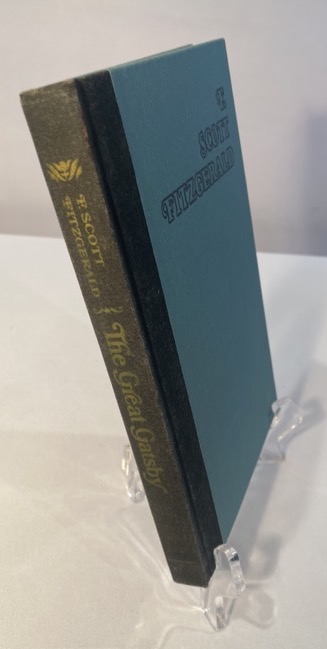 F. SCOTT
FITZGERALD
The Great Gatsby
F.
SCOTT
FITZGERALD